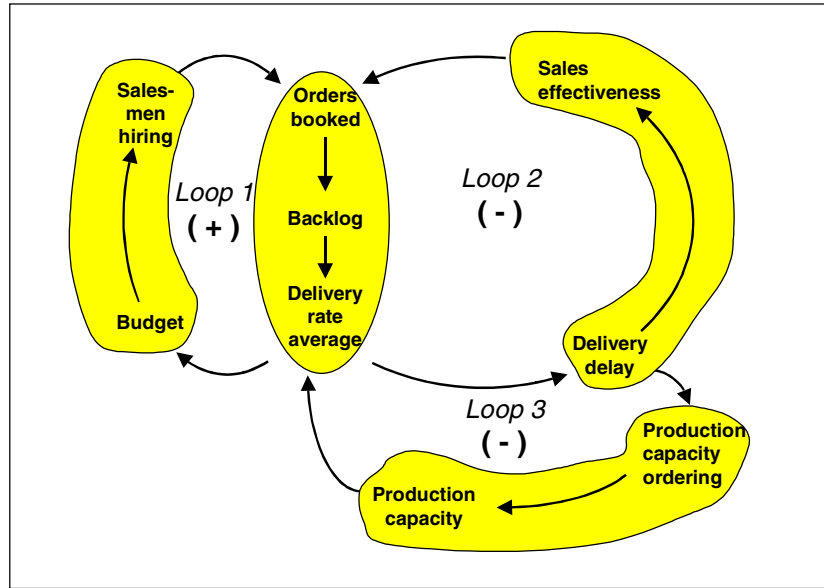 Sales-
men
hiring
Budget
Loop 1
( + )
Orders
booked
Backlog
Delivery
rate
average
Loop 2
( - )
Sales
effectiveness
Delivery
delay
Loop 3
( - )
Production
capacity
ordering
Production
capacity